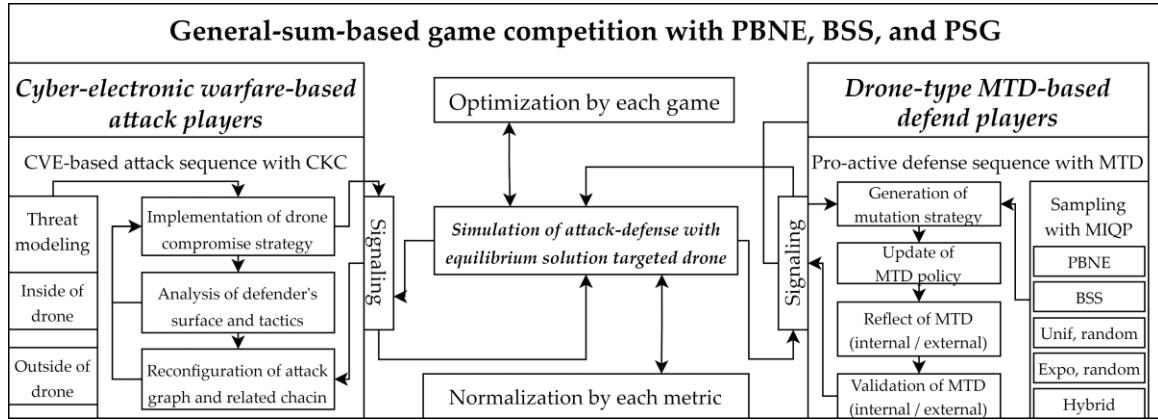 General-sum-based game competition with PBNE, BSS, and PSG
Cyber-electronic warfare-based
attack players
CVE-based attack sequence with CKC
Threat
modeling
Inside of
drone
Outside of
drone
Implementation of drone
compromise strategy
Analysis of defender's
surface and tactics
Reconfiguration of attack
graph and related chacin
Signaling
Optimization by each game
Simulation of attack-defense with
equilibrium solution targeted drone
Normalization by each metric
Signaling
Drone-type MTD-based
defend players
Pro-active defense sequence with MTD
Generation of
mutation strategy
Update of
MTD policy
Reflect of MTD
(internal / external)
Validation of MTD
(internal / external)
Sampling
with MIQP
PBNE
BSS
Unif, random
Expo, random
Hybrid